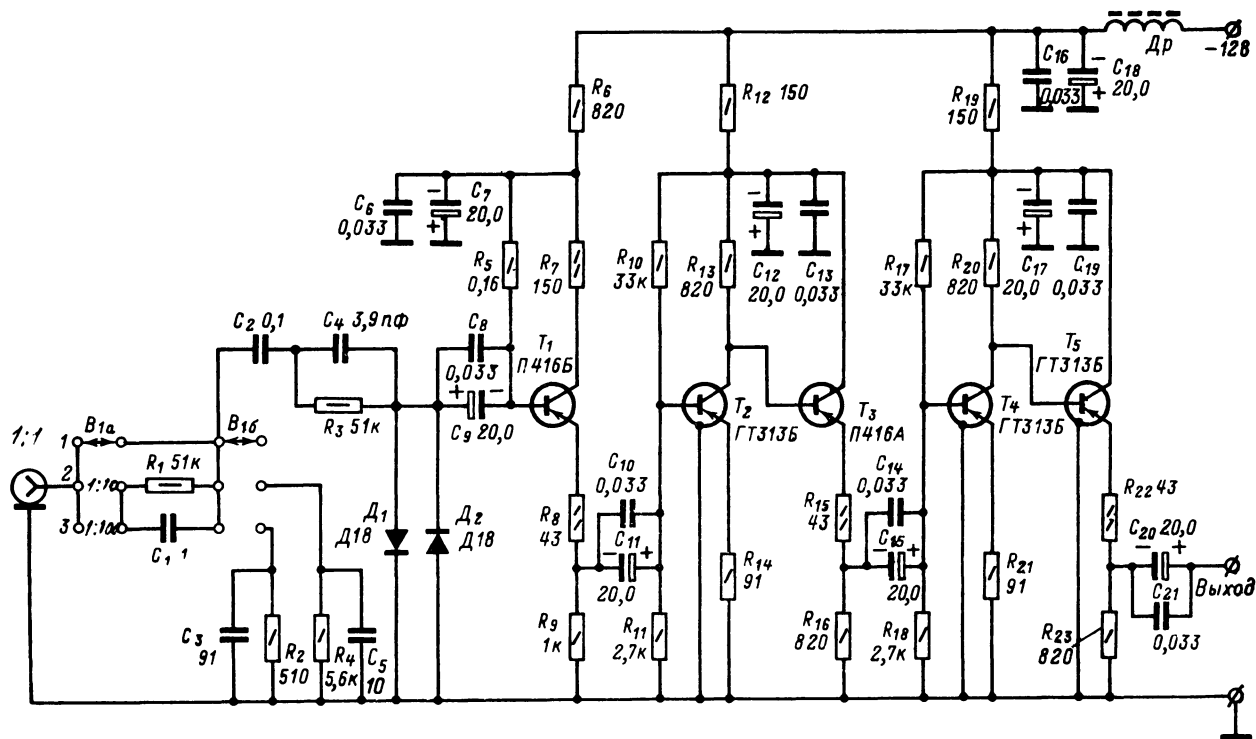 Др
-12В
C16
0,033
C18
20,0
-
+
R6
820
R12 150
R19
150
C6
0,033
C7
20,0
-
+
R5
0,16
R7
150
R10
33к
R13
820
C12
20,0
-
+
C13
0,033
R17
33к
R20
820
C17
20,0
-
+
C19
0,033
C2 0,1
C4 3,9 пФ
C8
0,033
+
-
C9 20,0
R3 51к
T1
П416Б
T2
ГТ313Б
T3
П416А
T4
ГТ313Б
T5
ГТ313Б
1:1
1
B1а
B1б
2
1:10
R1 51к
3
C1 1
Д1
Д18
Д2
Д18
C10
0,033
C11
-
+
20,0
R8
43
R9
1к
R11
2,7к
R14
91
C14
0,033
C15
-
+
20,0
R15
43
R16
820
R18
2,7к
R21
91
R22 43
C20 20,0
-
+
C21
0,033
Выход
R23
820
C3
91
R2
510
R4
5,6к
C5
10